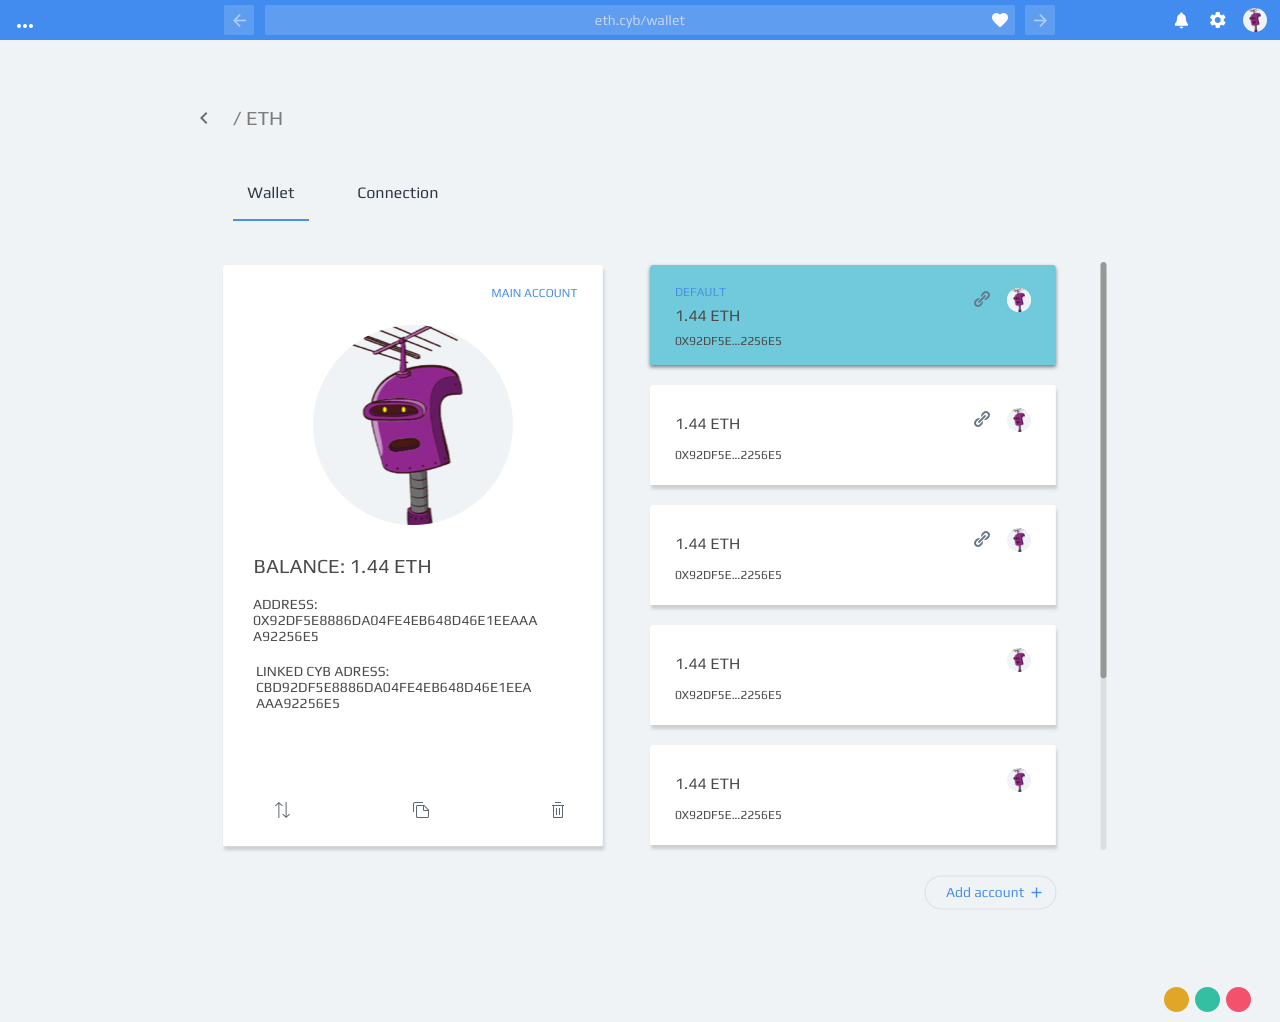 ...
eth.cyb/wallet
/ ETH
Wallet
Connection
MAIN ACCOUNT
BALANCE: 1.44 ETH
ADDRESS:
0X92DF5E8886DA04FE4EB648D46E1EEAAA
A92256E5
LINKED CYB ADRESS:
CBD92DF5E8886DA04FE4EB648D46E1EEA
AAA92256E5
DEFAULT
1.44 ETH
0X92DF5E...2256E5
1.44 ETH
0X92DF5E...2256E5
1.44 ETH
0X92DF5E...2256E5
1.44 ETH
0X92DF5E...2256E5
1.44 ETH
0X92DF5E...2256E5
Add account +